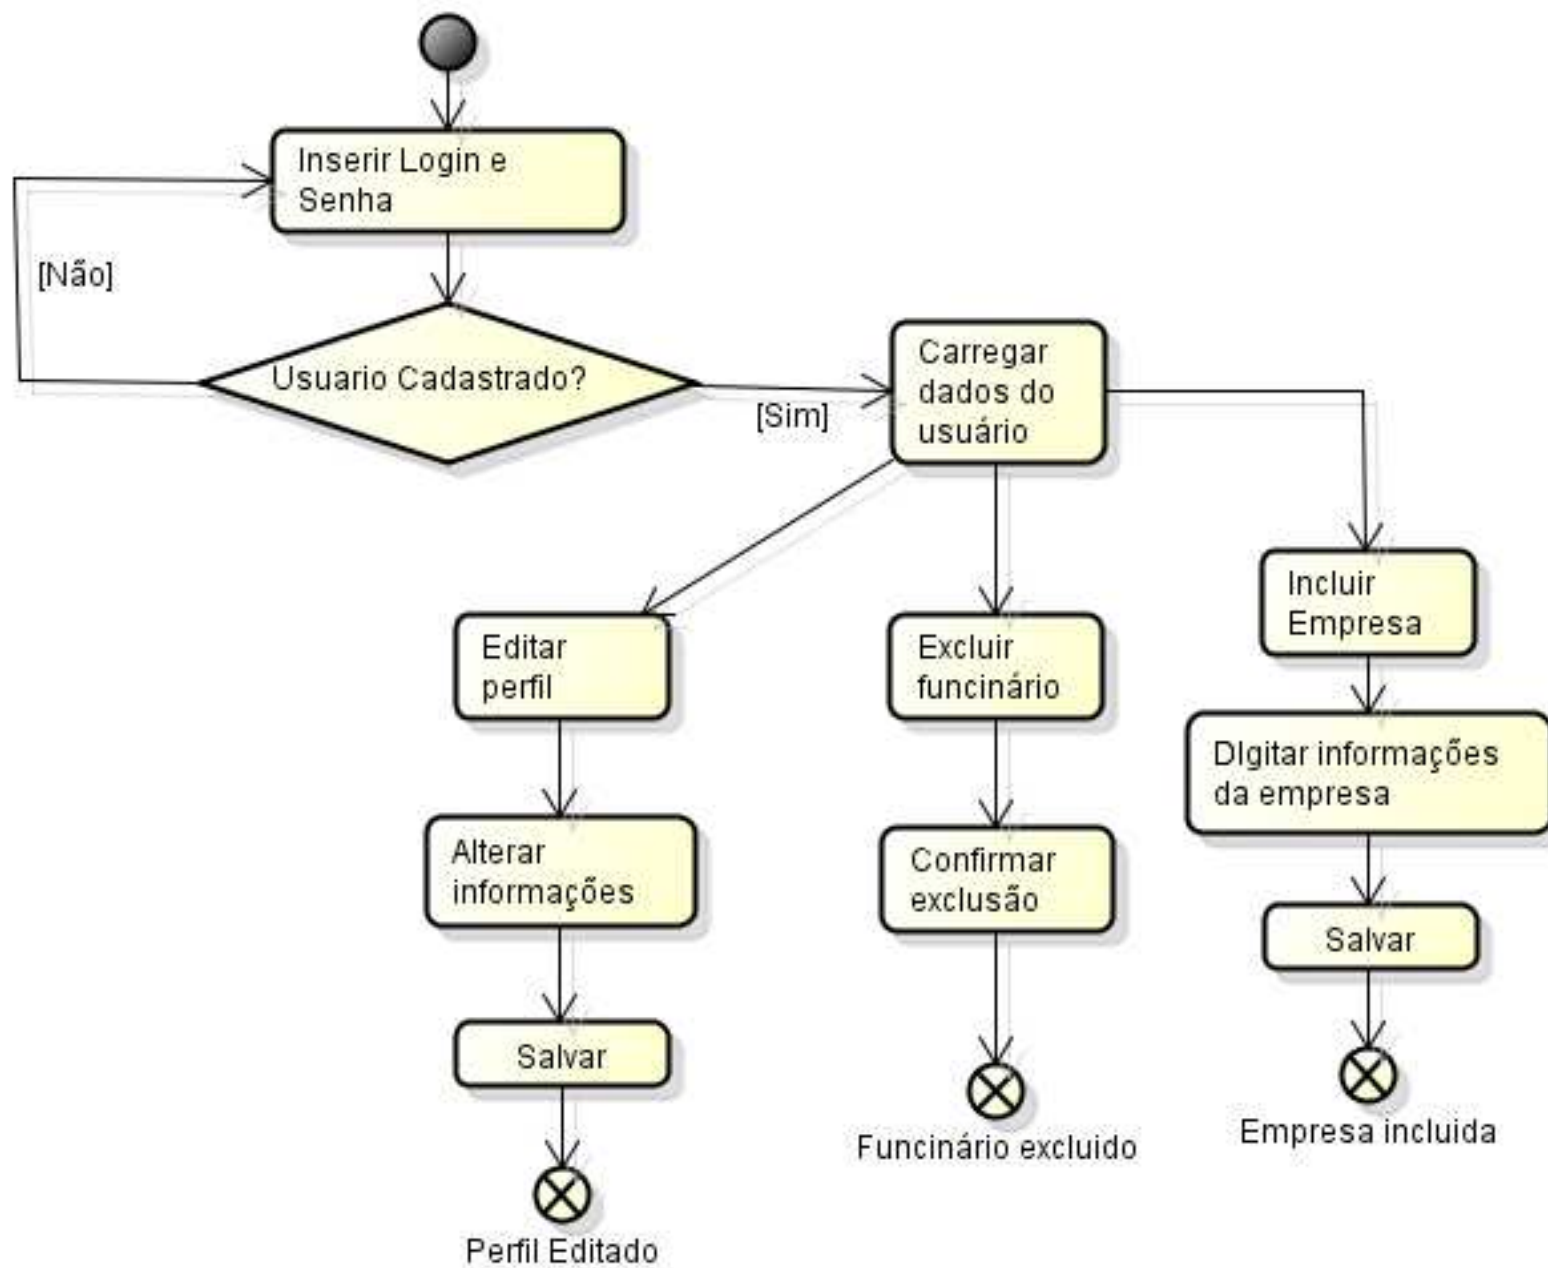 Inserir Login e
Senha
[Não]
Usuario Cadastrado?
[Sim]
Carregar
dados do
usuário
Editar
perfil
Alterar
informações
Salvar
Perfil Editado
Excluir
funcinário
Confirmar
exclusão
Funcinário excluido
Incluir
Empresa
DIgitar informações
da empresa
Salvar
Empresa incluida